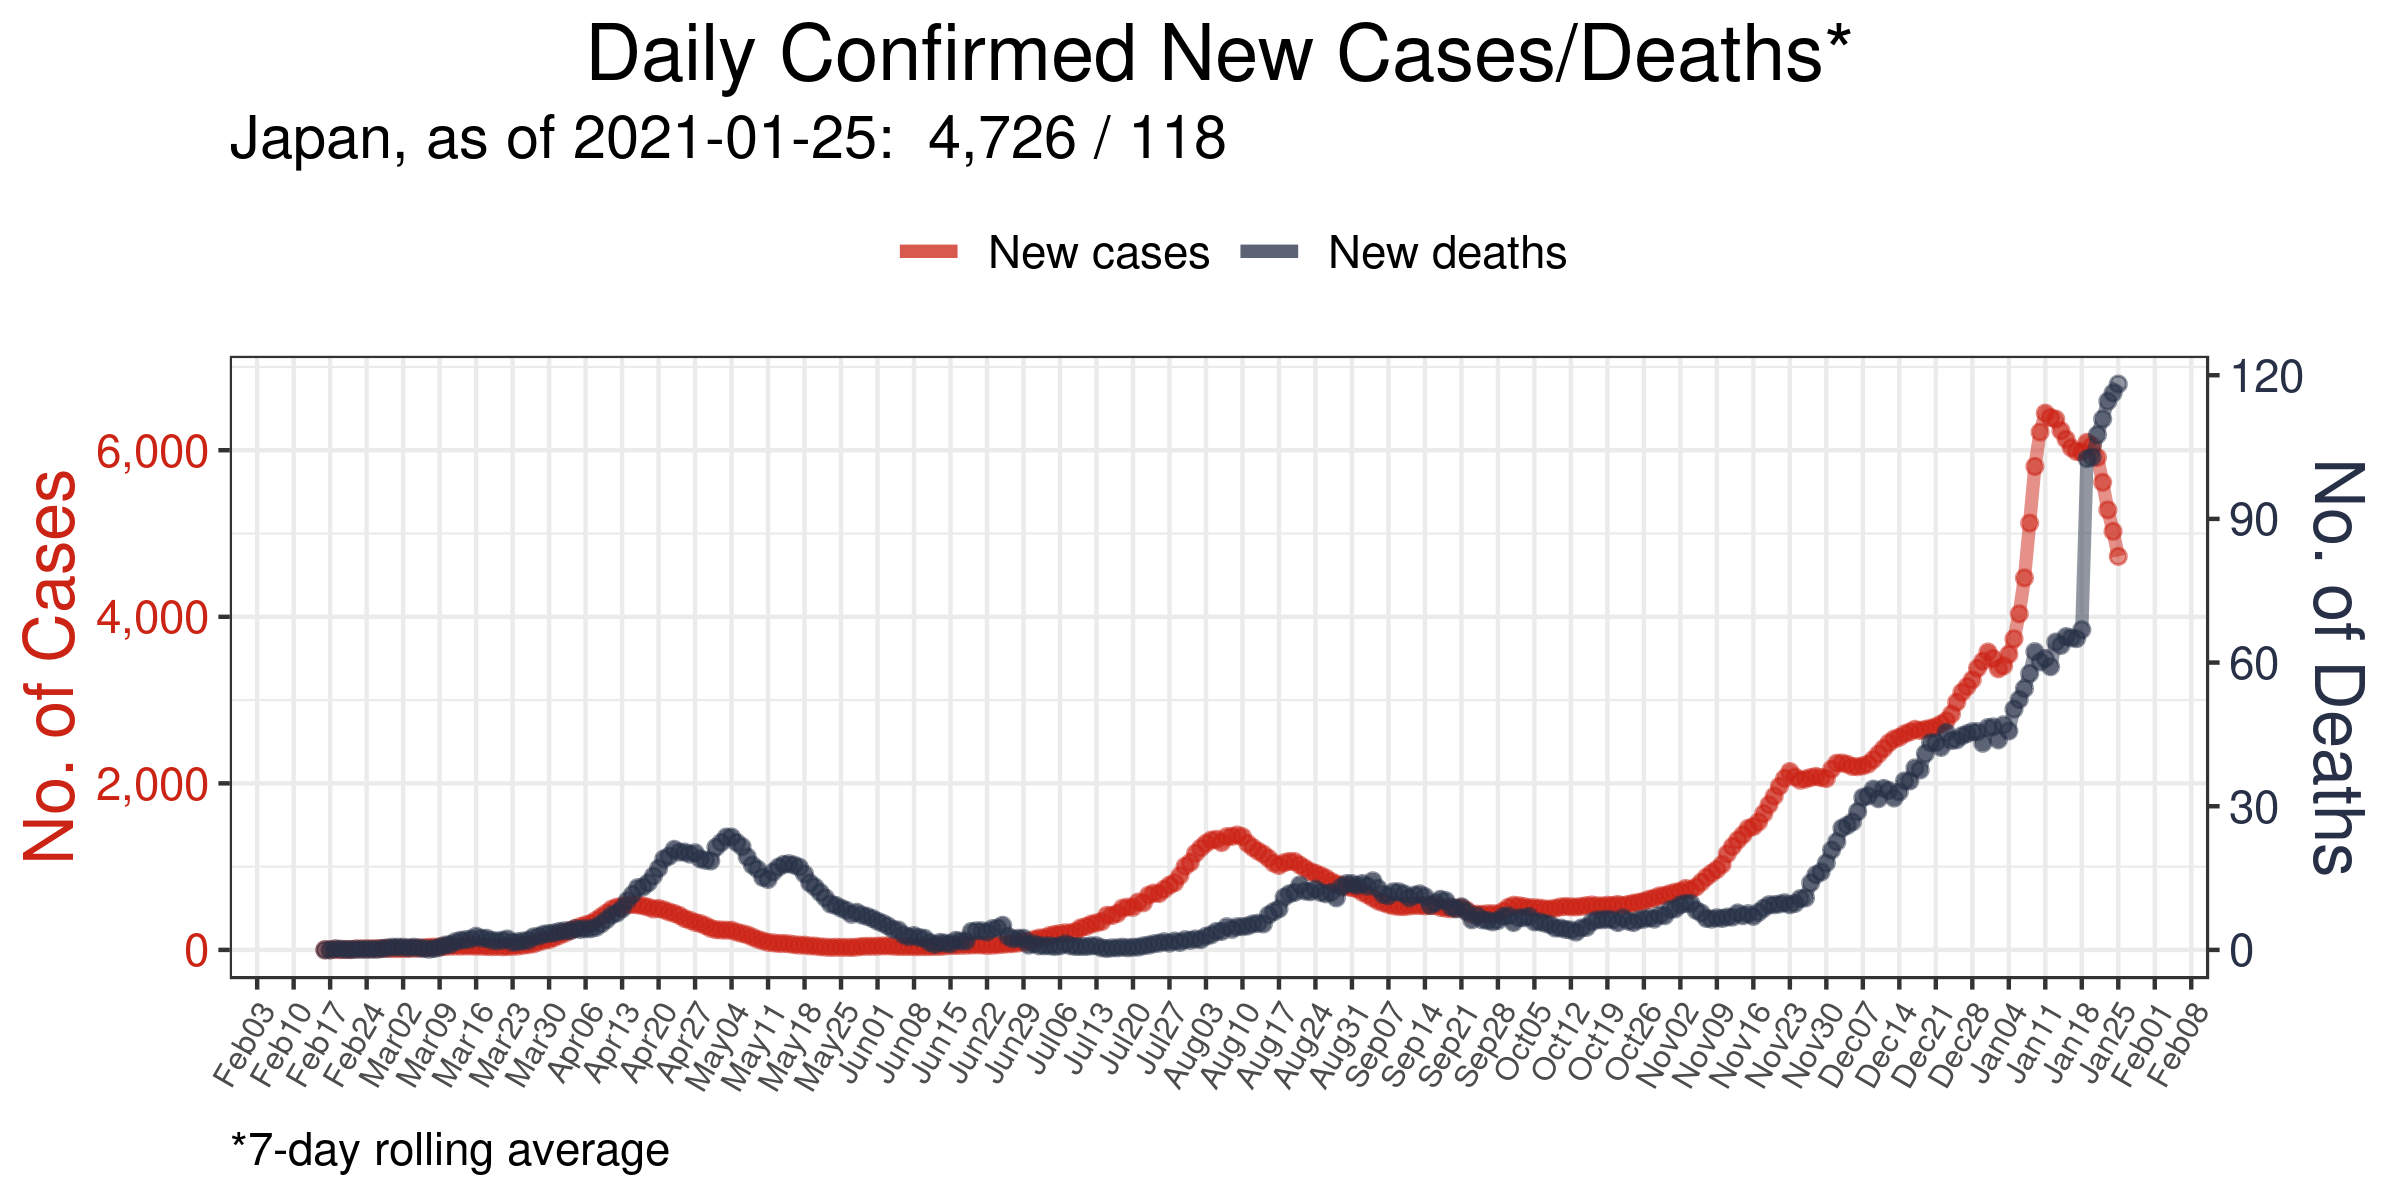 Daily Confirmed New Cases/Deaths*
Japan, as of 2021-01-25:  4,726 / 118
New cases
New deaths
No. of Cases
6,000
4,000
2,000
0
120
90
60
30
0
No. of Deaths
Feb03
Feb10
Feb17
Feb24
Mar02
Mar09
Mar16
Mar23
Mar30
Apr06
Apr13
Apr20
Apr27
May04
May11
May18
May25
Jun01
Jun08
Jun15
Jun22
Jun29
Jul06
Jul13
Jul20
Jul27
Aug03
Aug10
Aug17
Aug24
Aug31
Sep07
Sep14
Sep21
Sep28
Oct05
Oct12
Oct19
Oct26
Nov02
Nov09
Nov16
Nov23
Nov30
Dec07
Dec14
Dec21
Dec28
Jan04
Jan11
Jan18
Jan25
Feb01
Feb08
*7-day rolling average